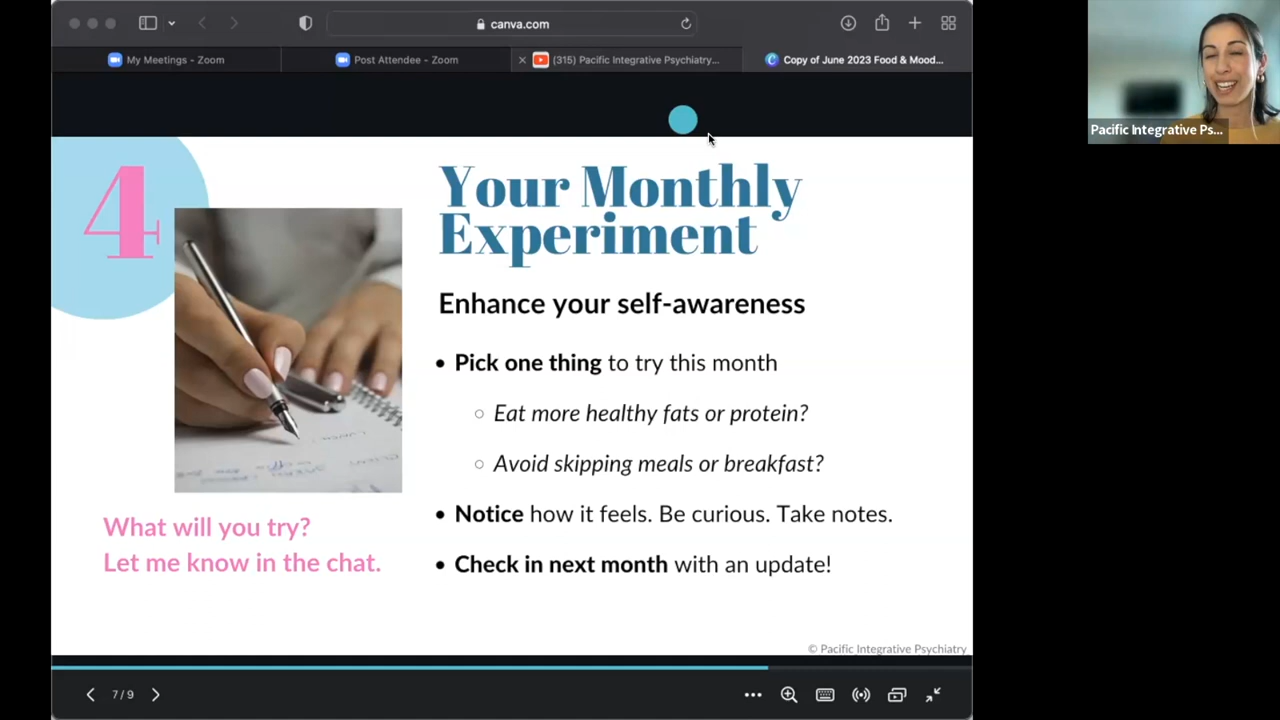 canva.com
My Meetings - Zoom
Post Attendee - Zoom
(315) Pacific Integrative Psychiatry...
Copy of June 2023 Food & Mood...
Pacific Integrative Ps...
4
Your Monthly
Experiment
Enhance your self-awareness
• Pick one thing to try this month
○ Eat more healthy fats or protein?
○ Avoid skipping meals or breakfast?
• Notice how it feels. Be curious. Take notes.
• Check in next month with an update!
What will you try?
Let me know in the chat.
© Pacific Integrative Psychiatry
7 / 9